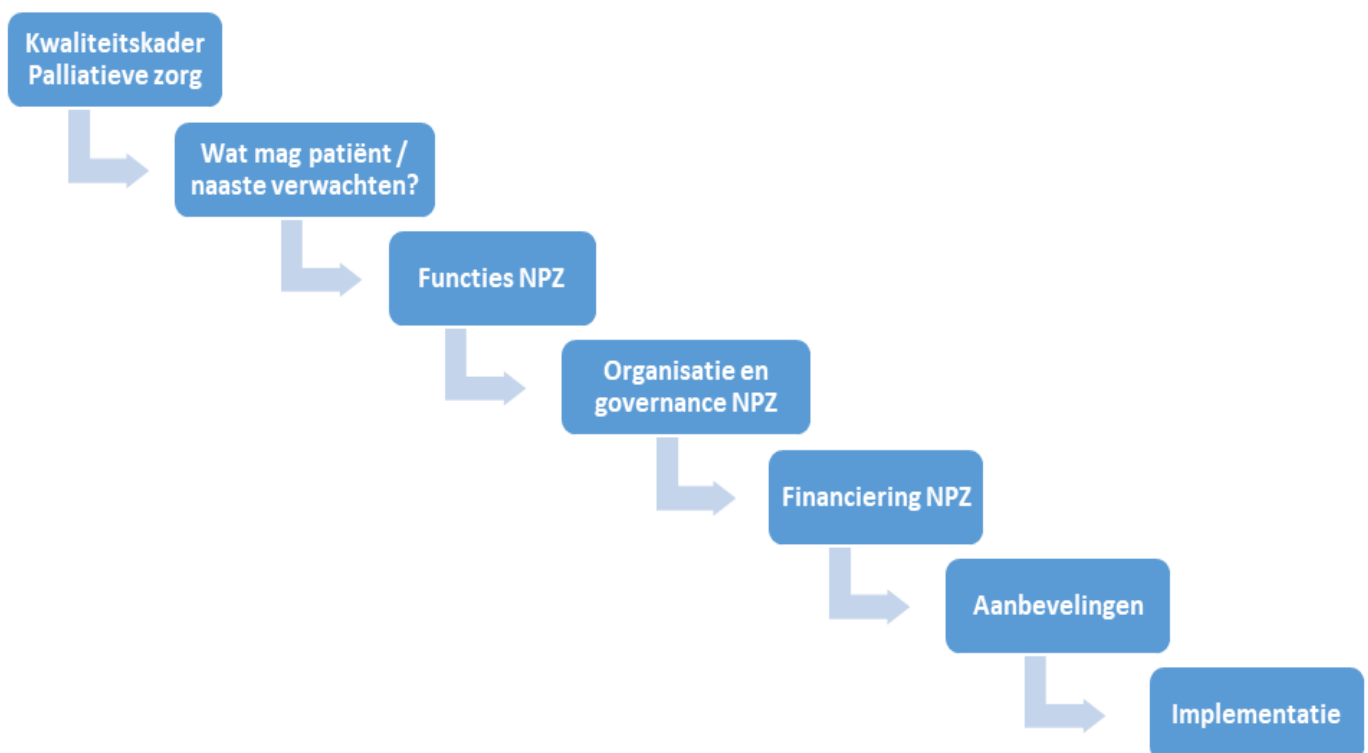 Kwaliteitskader
Palliatieve zorg
Wat mag patiënt /
naaste verwachten?
Functies NPZ
Organisatie en
governance NPZ
Financiering NPZ
Aanbevelingen
Implementatie